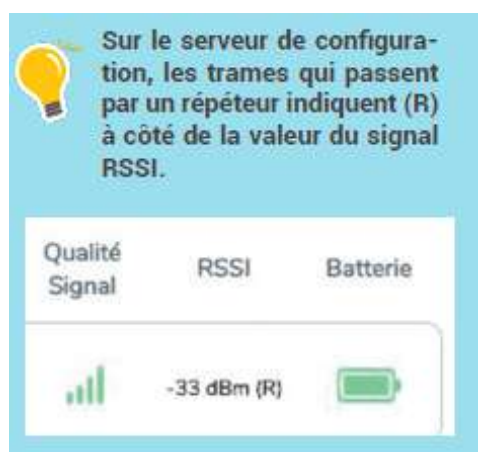 Sur le serveur de configura-
tion, les trames qui passent
par un répéteur indiquent (R)
à côté de la valeur du signal
RSSI.
Qualité
Signal
RSSI
Batterie
-33 dBm (R)